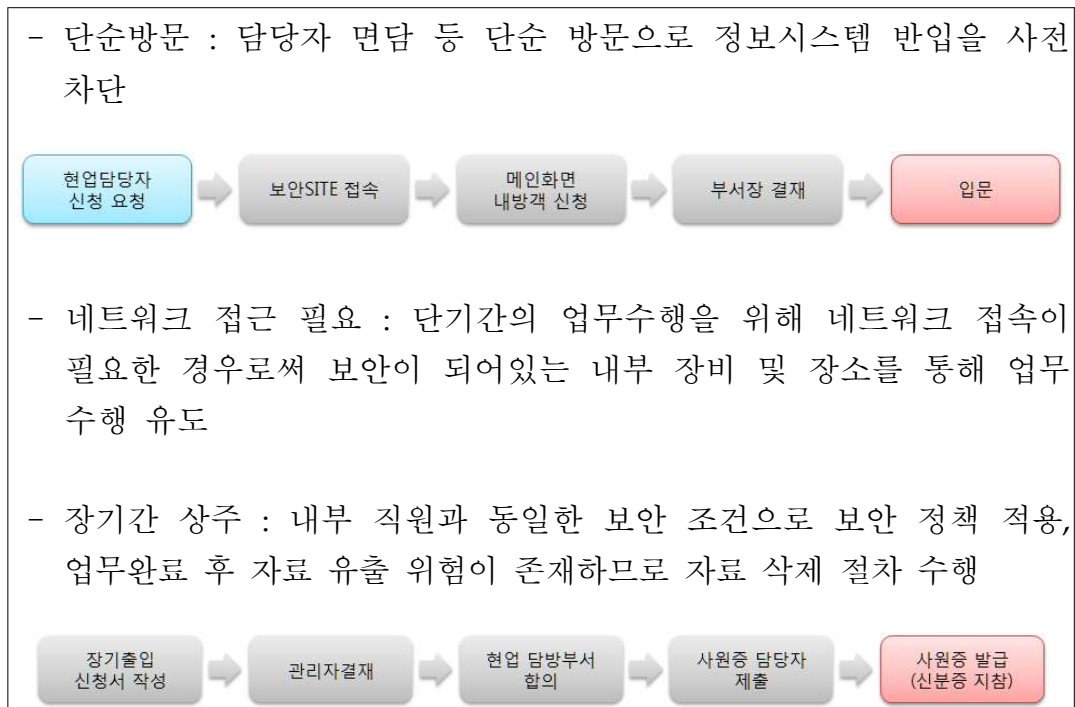 - 단순방문 : 담당자 면담 등 단순 방문으로 정보시스템 반입을 사전
차단
현업담당자
신청 요청
보안SITE 접속
메인화면
내방객 신청
부서장 결재
입문
- 네트워크 접근 필요 : 단기간의 업무수행을 위해 네트워크 접속이
필요한 경우로써 보안이 되어있는 내부 장비 및 장소를 통해 업무
수행 유도
- 장기간 상주 : 내부 직원과 동일한 보안 조건으로 보안 정책 적용,
업무완료 후 자료 유출 위험이 존재하므로 자료 삭제 절차 수행
장기출입
신청서 작성
관리자결재
현업 담방부서
합의
사원증 담당자
제출
사원증 발급
(신분증 지참)